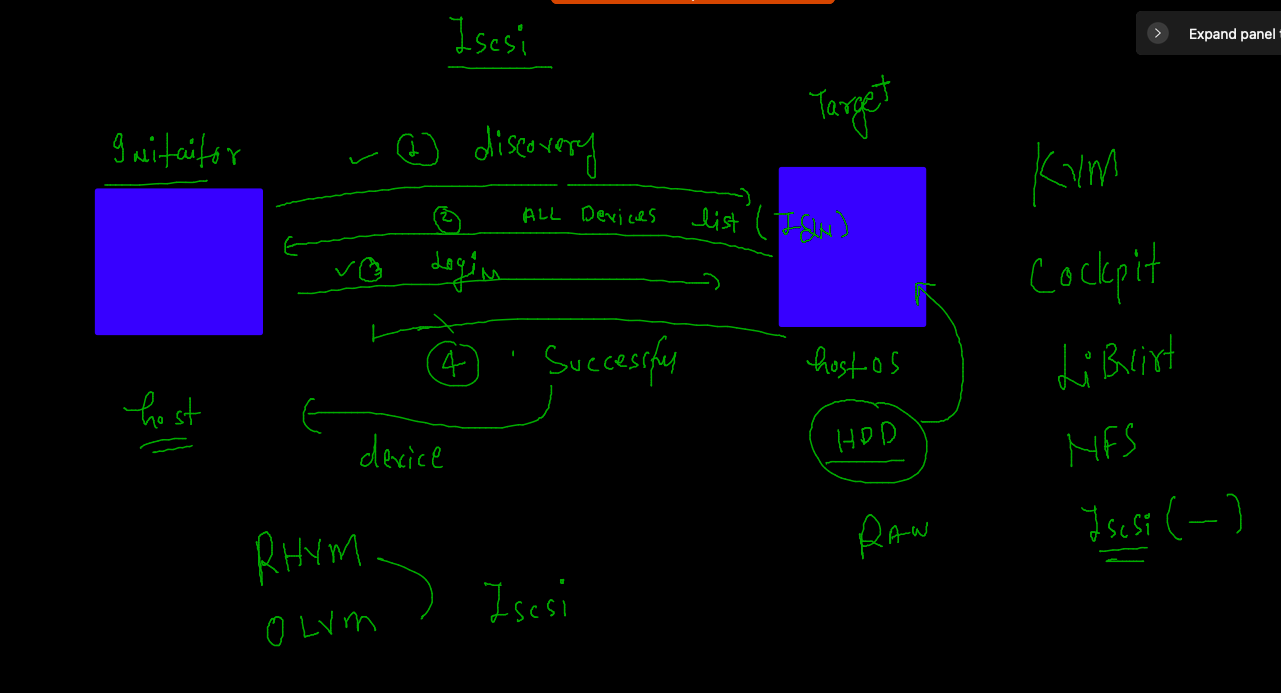 Iscsi
Expand panel
Target
Initaitor
① discovery
KVM
② ALL Devices list (IQN)
③ Login
Cockpit
④ Successfy
host OS
LiBvirt
host
HDD
device
NFS
RAW
Iscsi (—)
RHVM
OLVM
Iscsi